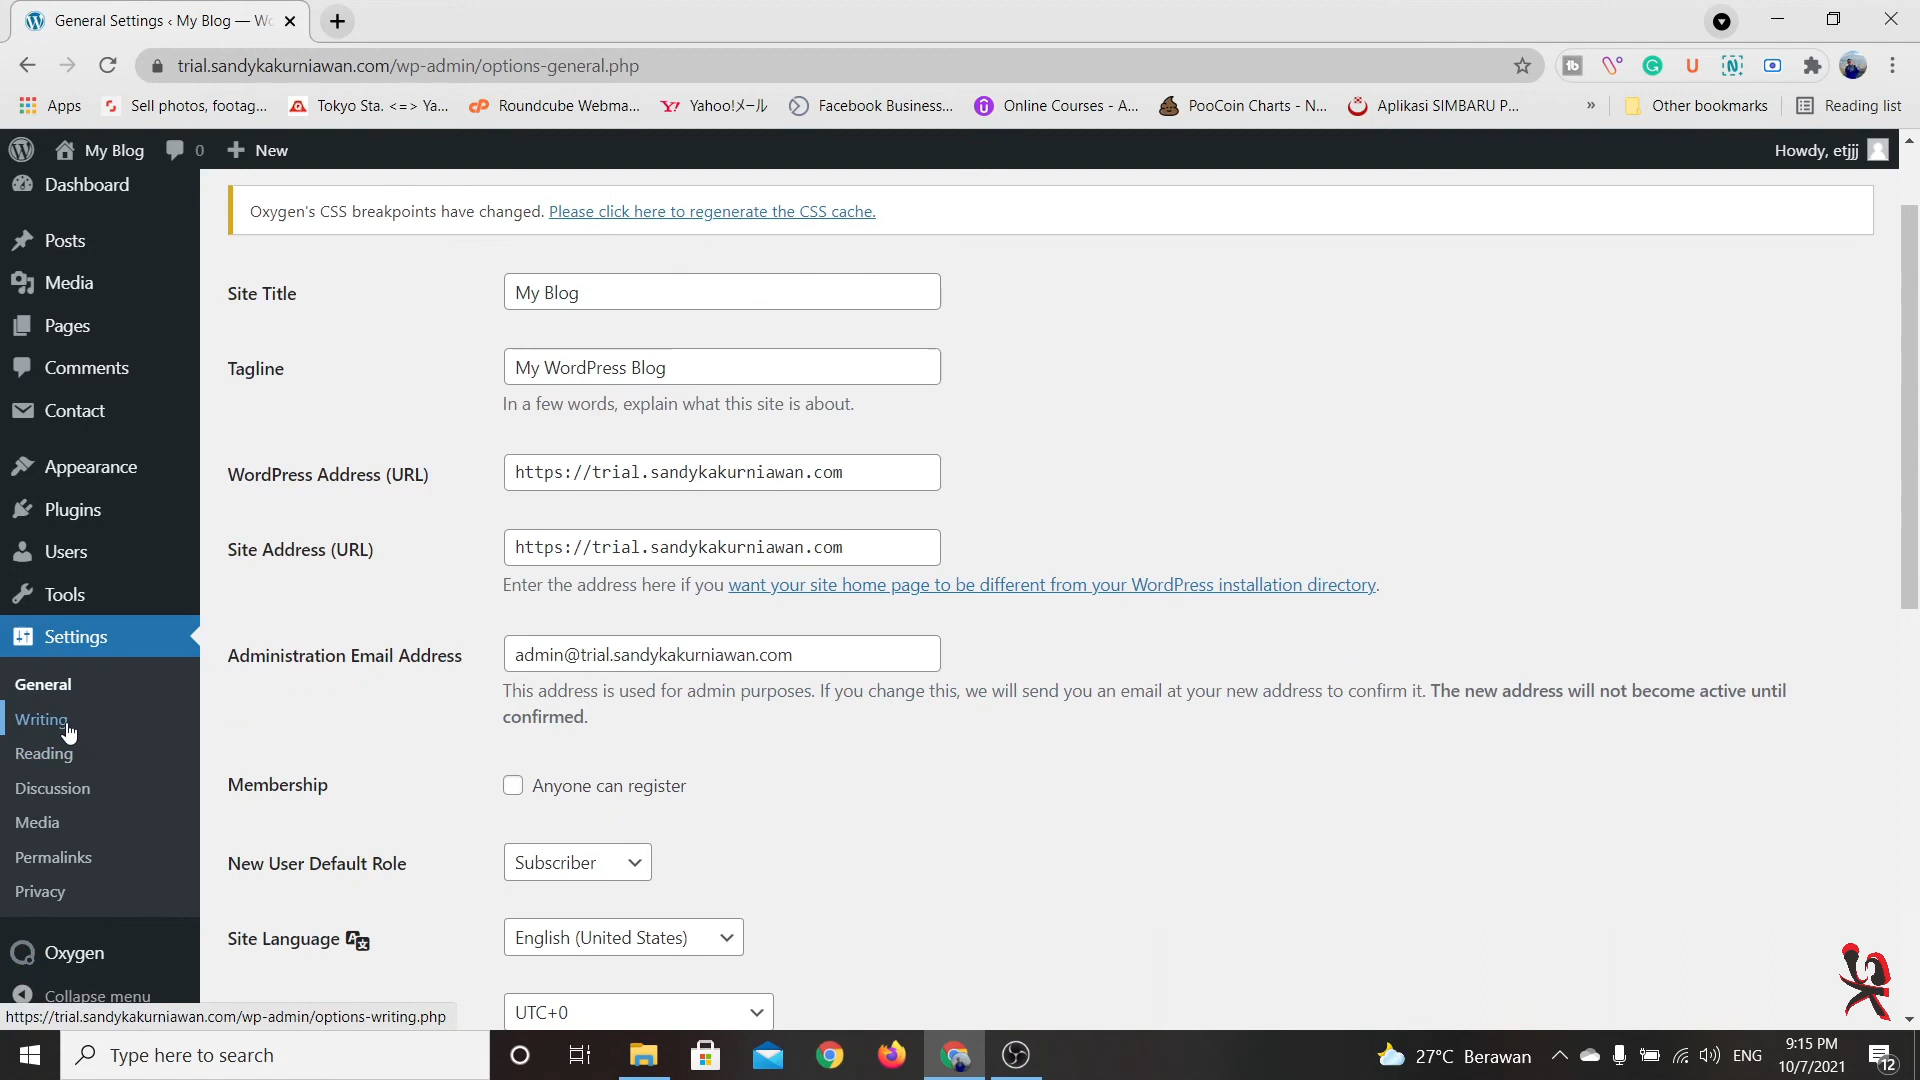 General Settings ‹ My Blog — Wo
trial.sandykakurniawan.com/wp-admin/options-general.php
Apps
Sell photos, footag...
Tokyo Sta. <=> Ya...
Roundcube Webma...
Yahoo!メール
Facebook Business...
Online Courses - A...
PooCoin Charts - N...
Aplikasi SIMBARU P...
»
Other bookmarks
Reading list
My Blog
0
New
Howdy, etjjj
Dashboard
Posts
Media
Pages
Comments
Contact
Appearance
Plugins
Users
Tools
Settings
General
Writing
Reading
Discussion
Media
Permalinks
Privacy
Oxygen
Collapse menu
Oxygen's CSS breakpoints have changed. Please click here to regenerate the CSS cache.
Site Title
My Blog
Tagline
My WordPress Blog
In a few words, explain what this site is about.
WordPress Address (URL)
https://trial.sandykakurniawan.com
Site Address (URL)
https://trial.sandykakurniawan.com
Enter the address here if you want your site home page to be different from your WordPress installation directory.
Administration Email Address
admin@trial.sandykakurniawan.com
This address is used for admin purposes. If you change this, we will send you an email at your new address to confirm it. The new address will not become active until
confirmed.
Membership
Anyone can register
New User Default Role
Subscriber
Site Language
English (United States)
UTC+0
https://trial.sandykakurniawan.com/wp-admin/options-writing.php
Type here to search
27°C Berawan
ENG
9:15 PM
10/7/2021
12